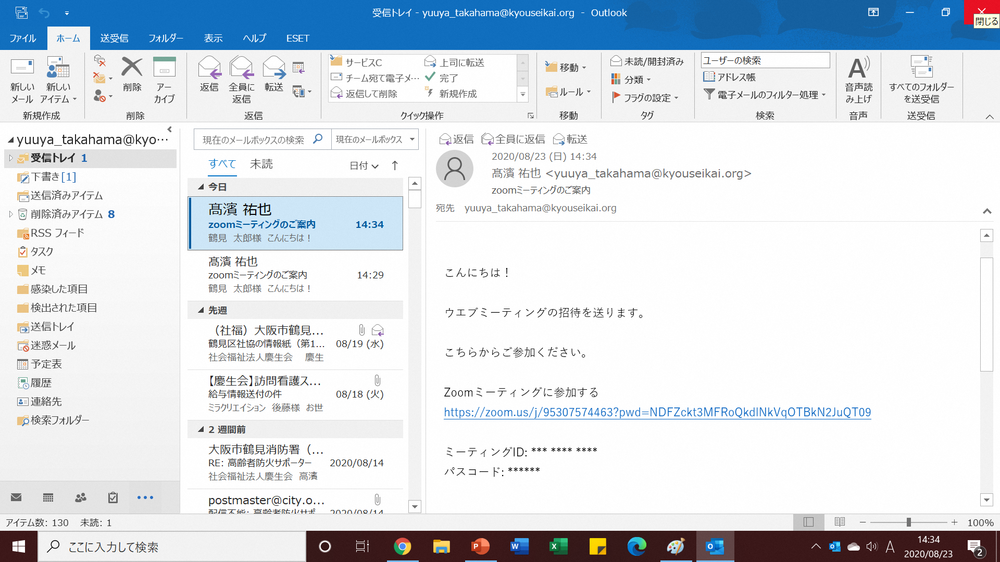 受信トレイ - yuuya_takahama@kyouseikai.org - Outlook
閉じる
ファイル ホーム 送受信 フォルダー 表示 ヘルプ ESET
新しい
メール
新しい
アイテム
新規作成
削除
アー
カイブ
削除
返信
全員に
返信
転送
返信
サービスC
チーム宛て電子メ…
返信して削除
上司に転送
完了
新規作成
クイック操作
移動
ルール
移動
未読/開封済み
分類
フラグの設定
タグ
ユーザーの検索
アドレス帳
電子メールのフィルター処理
検索
音声読
み上げ
音声
すべてのフォルダー
を送受信
送受信
yuuya_takahama@kyo…
受信トレイ 1
下書き [1]
送信済みアイテム
削除済みアイテム 8
RSS フィード
タスク
メモ
感染した項目
検出された項目
送信トレイ
迷惑メール
予定表
履歴
連絡先
検索フォルダー
現在のメールボックスの検索 現在のメールボックス
すべて 未読 日付
今日
髙濱 祐也
zoomミーティングのご案内 14:34
鶴見 太郎様 こんにちは！
髙濱 祐也
zoomミーティングのご案内 14:29
鶴見 太郎様 こんにちは！
先週
（社福）大阪市鶴見…
鶴見区社協の情報紙（第1… 08/19 (水)
社会福祉法人慶生会 慶生
【慶生会】訪問看護ス…
給与情報送付の件 08/18 (火)
ミラクリエイション 後藤様 お世
2 週間前
大阪市鶴見消防署（…
RE: 高齢者防火サポーター 2020/08/14
社会福祉法人慶生会 高濱
postmaster@city.o…
配信不能: 高齢者防火サポ 2020/08/14
返信 全員に返信 転送
2020/08/23 (日) 14:34
髙濱 祐也 <yuuya_takahama@kyouseikai.org>
zoomミーティングのご案内
宛先 yuuya_takahama@kyouseikai.org
こんにちは！
ウエブミーティングの招待を送ります。
こちらからご参加ください。
Zoomミーティングに参加する
https://zoom.us/j/95307574463?pwd=NDFZckt3MFRoQkdlNkVqOTBkN2JuQT09
ミーティングID: *** **** ****
パスコード: ******
アイテム数: 130 未読: 1
100%
ここに入力して検索
A
14:34
2020/08/23
2